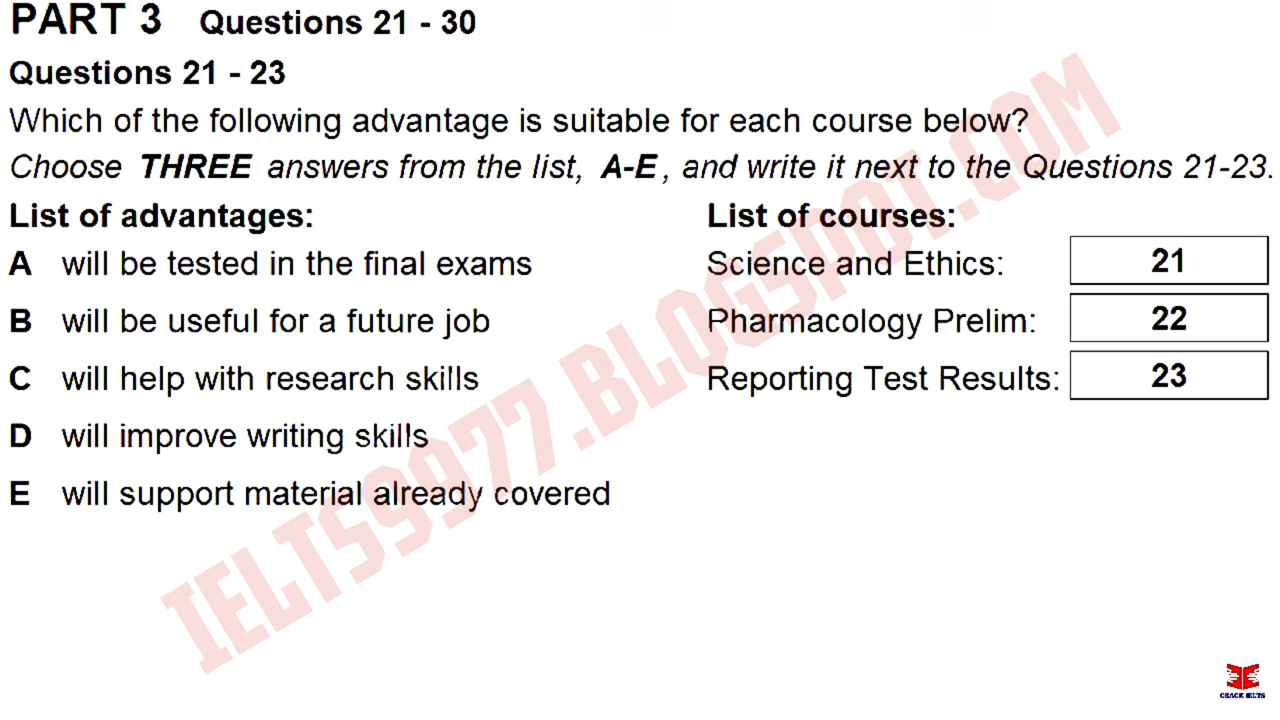 PART 3 Questions 21 - 30
Questions 21 - 23
Which of the following advantage is suitable for each course below?
Choose THREE answers from the list, A-E, and write it next to the Questions 21-23.
List of advantages:
A will be tested in the final exams
B will be useful for a future job
C will help with research skills
D will improve writing skills
E will support material already covered
List of courses:
Science and Ethics: 21
Pharmacology Prelim: 22
Reporting Test Results: 23
IELTS9977.BLOGSPOT.COM
CRACK IELTS